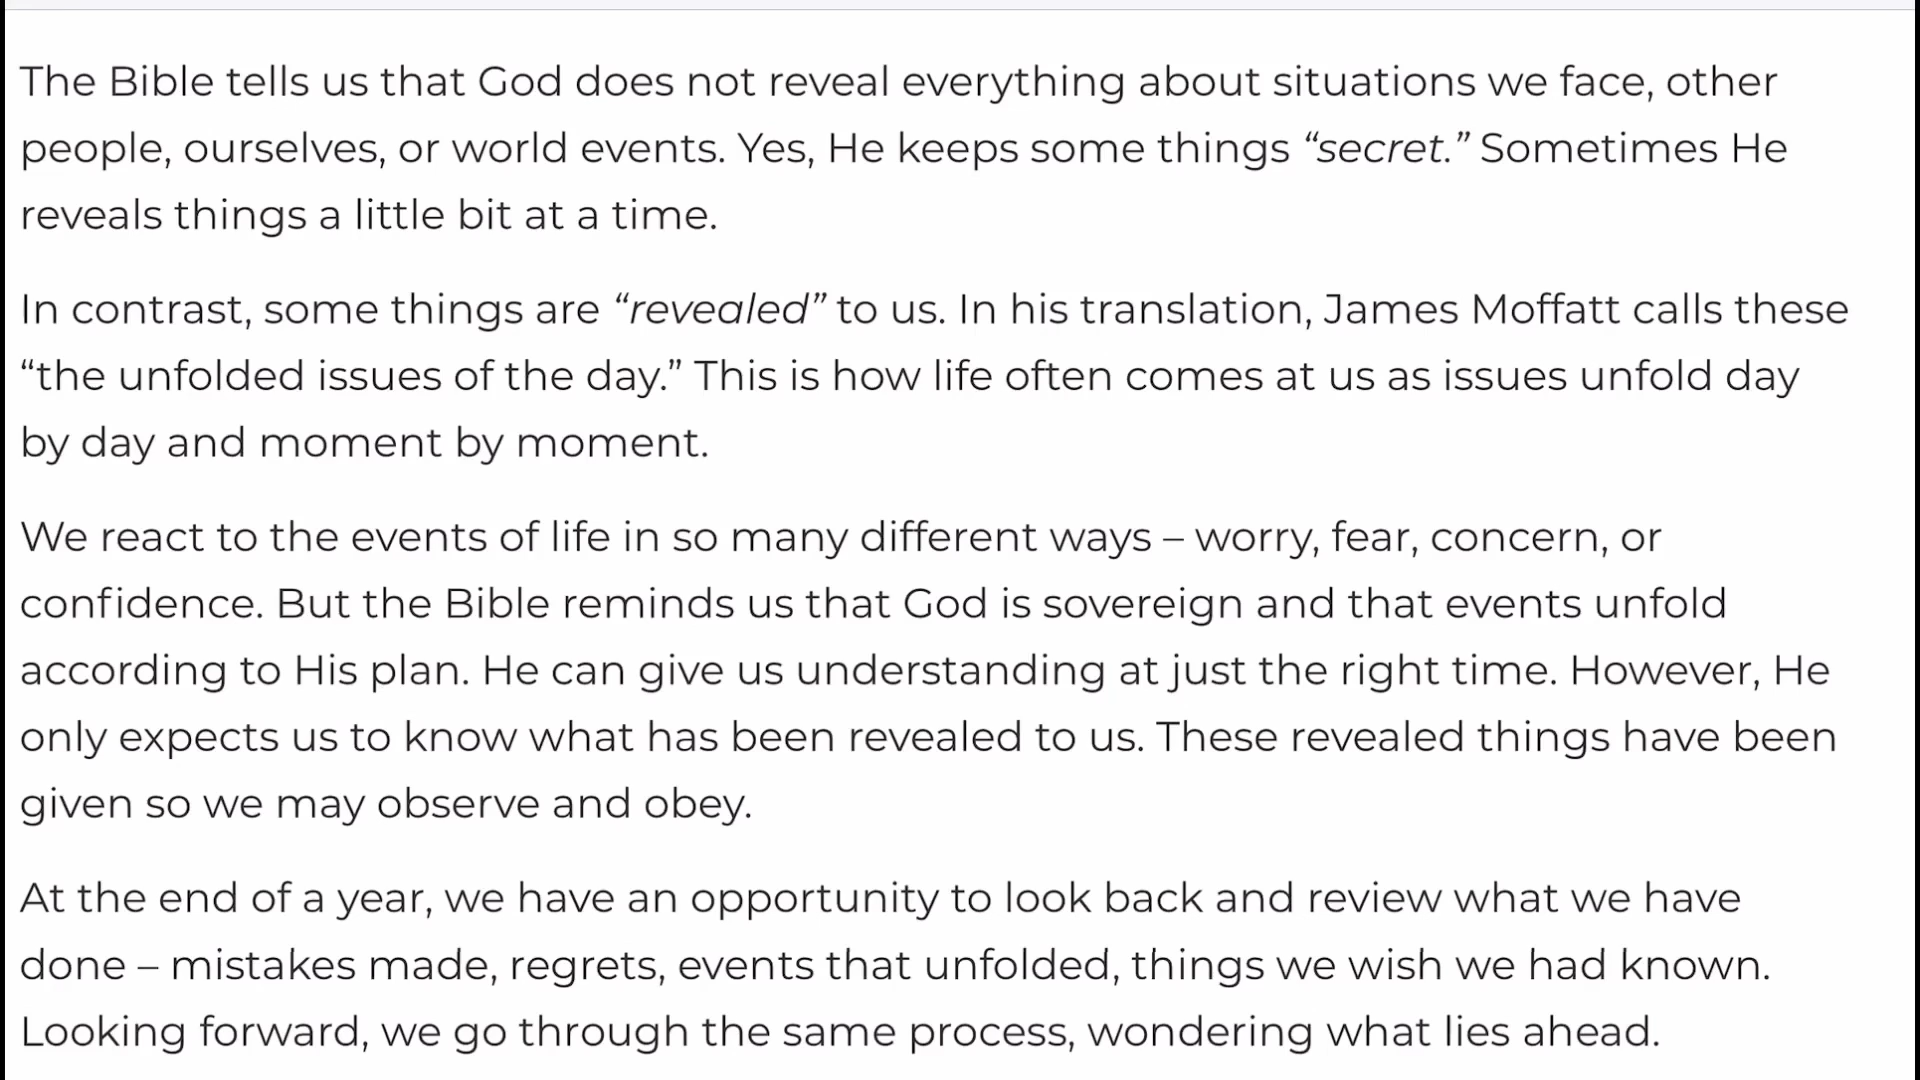 The Bible tells us that God does not reveal everything about situations we face, other
people, ourselves, or world events. Yes, He keeps some things “secret.” Sometimes He
reveals things a little bit at a time.
In contrast, some things are “revealed” to us. In his translation, James Moffatt calls these
“the unfolded issues of the day.” This is how life often comes at us as issues unfold day
by day and moment by moment.
We react to the events of life in so many different ways – worry, fear, concern, or
confidence. But the Bible reminds us that God is sovereign and that events unfold
according to His plan. He can give us understanding at just the right time. However, He
only expects us to know what has been revealed to us. These revealed things have been
given so we may observe and obey.
At the end of a year, we have an opportunity to look back and review what we have
done – mistakes made, regrets, events that unfolded, things we wish we had known.
Looking forward, we go through the same process, wondering what lies ahead.